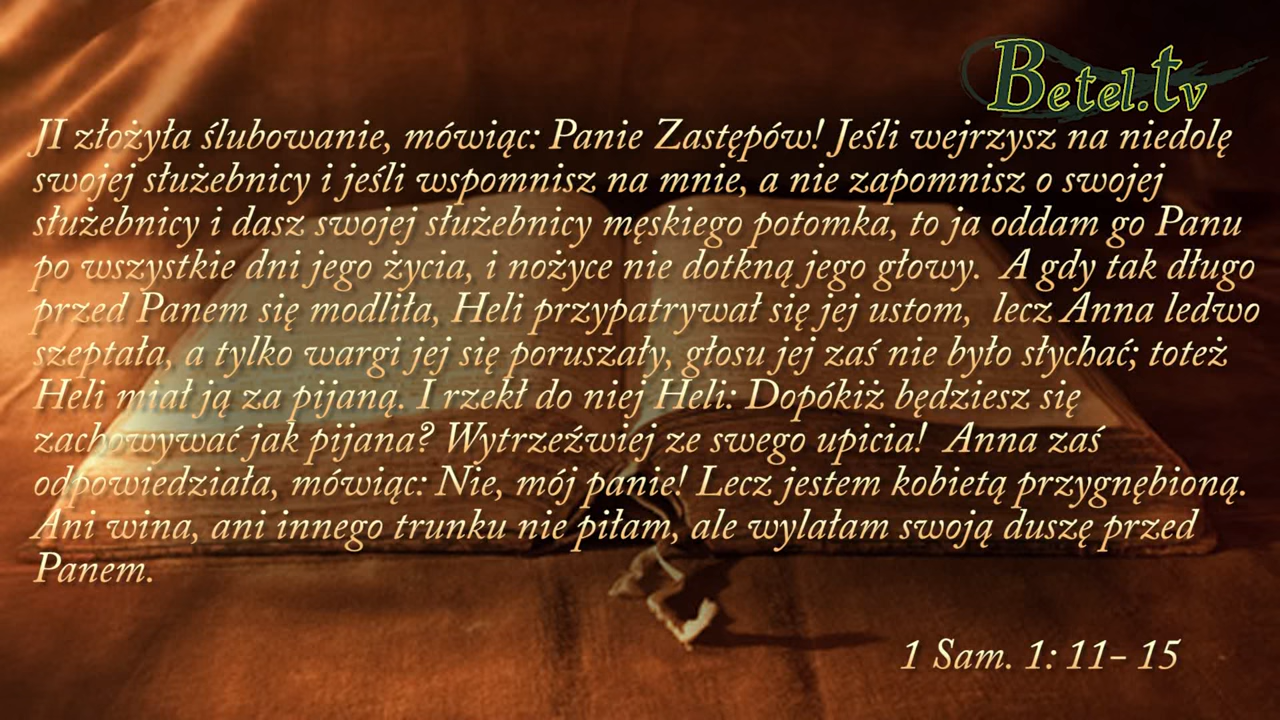 Betel.tv
JI złożyła ślubowanie, mówiąc: Panie Zastępów! Jeśli wejrzysz na niedolę
swojej służebnicy i jeśli wspomnisz na mnie, a nie zapomnisz o swojej
służebnicy i dasz swojej służebnicy męskiego potomka, to ja oddam go Panu
po wszystkie dni jego życia, i nożyce nie dotkną jego głowy. A gdy tak długo
przed Panem się modliła, Heli przypatrywał się jej ustom, lecz Anna ledwo
szeptała, a tylko wargi jej się poruszały, głosu jej zaś nie było słychać; toteż
Heli miał ją za pijaną. I rzekł do niej Heli: Dopókiż będziesz się
zachowywać jak pijana? Wytrzeźwiej ze swego upicia! Anna zaś
odpowiedziała, mówiąc: Nie, mój panie! Lecz jestem kobietą przygnębioną.
Ani wina, ani innego trunku nie piłam, ale wylałam swoją duszę przed
Panem.
1 Sam. 1: 11- 15